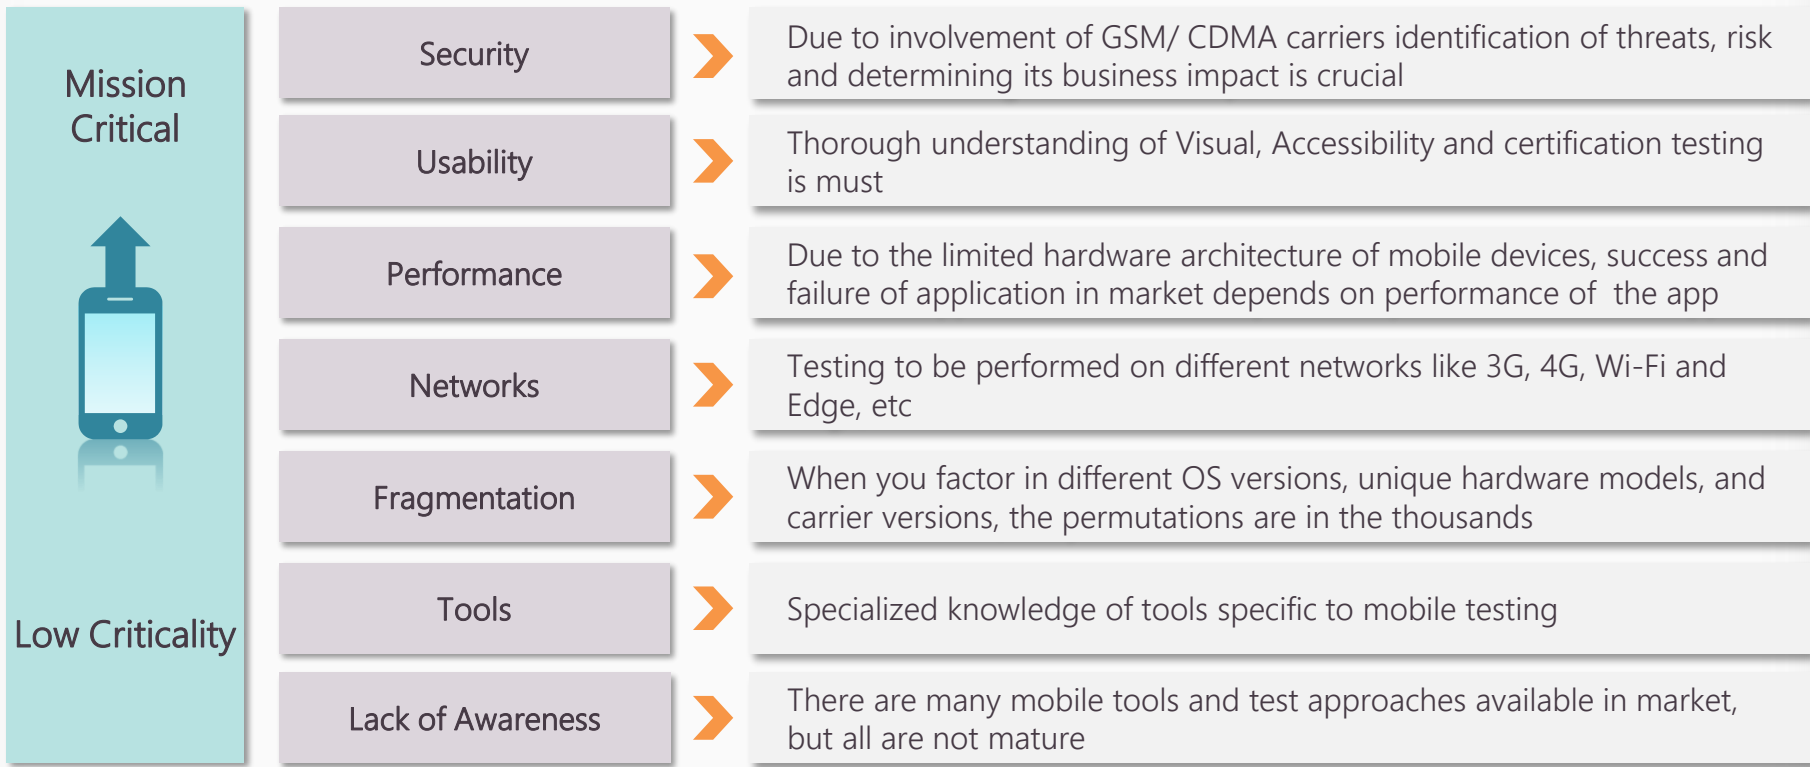 Mission
Critical
Low Criticality
Security
Due to involvement of GSM/ CDMA carriers identification of threats, risk
and determining its business impact is crucial
Usability
Thorough understanding of Visual, Accessibility and certification testing
is must
Performance
Due to the limited hardware architecture of mobile devices, success and
failure of application in market depends on performance of  the app
Networks
Testing to be performed on different networks like 3G, 4G, Wi-Fi and
Edge, etc
Fragmentation
When you factor in different OS versions, unique hardware models, and
carrier versions, the permutations are in the thousands
Tools
Specialized knowledge of tools specific to mobile testing
Lack of Awareness
There are many mobile tools and test approaches available in market,
but all are not mature